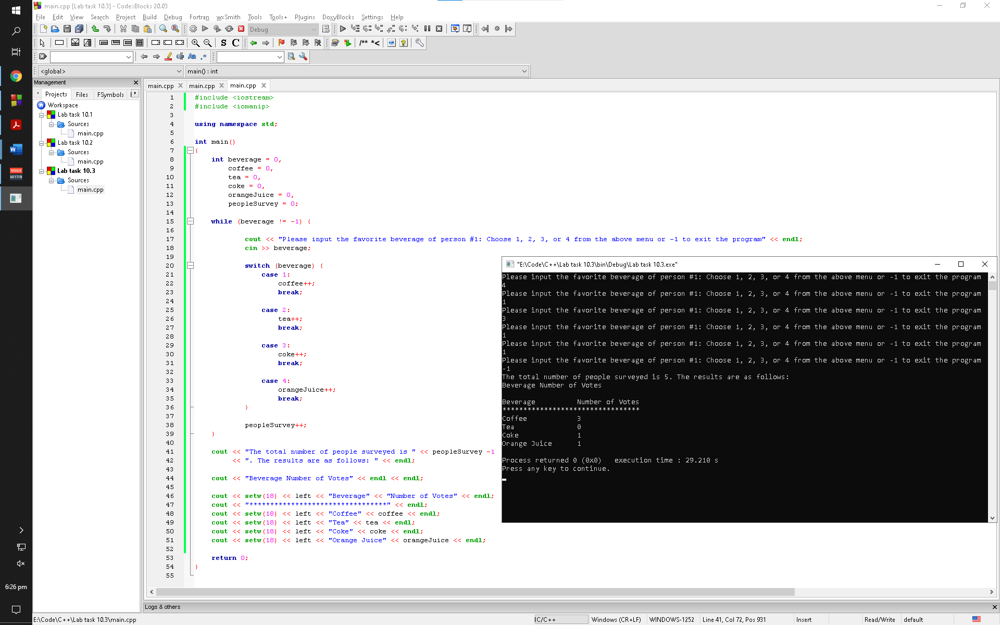 main.cpp [Lab task 10.3] - Code::Blocks 20.03
File Edit View Search Project Build Debug Fortran wxSmith Tools Tools+ Plugins DoxyBlocks Settings Help
Debug
S C /** *<
Aa .*
<global> main() : int
Management
main.cpp main.cpp main.cpp
Projects Files FSymbols
Workspace
Lab task 10.1
Sources
main.cpp
Lab task 10.2
Sources
main.cpp
Lab task 10.3
Sources
main.cpp
1 #include <iostream>
2 #include <iomanip>
3
4 using namespace std;
5
6 int main()
7 {
8 int beverage = 0,
9 coffee = 0,
10 tea = 0,
11 coke = 0,
12 orangeJuice = 0,
13 peopleSurvey = 0;
14
15 while (beverage != -1) {
16
17 cout << "Please input the favorite beverage of person #1: Choose 1, 2, 3, or 4 from the above menu or -1 to exit the program" << endl;
18 cin >> beverage;
19
20 switch (beverage) {
21 case 1:
22 coffee++;
23 break;
24
25 case 2:
26 tea++;
27 break;
28
29 case 3:
30 coke++;
31 break;
32
33 case 4:
34 orangeJuice++;
35 break;
36 }
37
38 peopleSurvey++;
39 }
40
41 cout << "The total number of people surveyed is " << peopleSurvey -1
42 << ". The results are as follows: " << endl;
43
44 cout << "Beverage Number of Votes" << endl << endl;
45
46 cout << setw(18) << left << "Beverage" << "Number of Votes" << endl;
47 cout << "*********************************" << endl;
48 cout << setw(18) << left << "Coffee" << coffee << endl;
49 cout << setw(18) << left << "Tea" << tea << endl;
50 cout << setw(18) << left << "Coke" << coke << endl;
51 cout << setw(18) << left << "Orange Juice" << orangeJuice << endl;
52
53 return 0;
54 }
55
"E:\Code\C++\Lab task 10.3\bin\Debug\Lab task 10.3.exe"
Please input the favorite beverage of person #1: Choose 1, 2, 3, or 4 from the above menu or -1 to exit the program
4
Please input the favorite beverage of person #1: Choose 1, 2, 3, or 4 from the above menu or -1 to exit the program
1
Please input the favorite beverage of person #1: Choose 1, 2, 3, or 4 from the above menu or -1 to exit the program
3
Please input the favorite beverage of person #1: Choose 1, 2, 3, or 4 from the above menu or -1 to exit the program
1
Please input the favorite beverage of person #1: Choose 1, 2, 3, or 4 from the above menu or -1 to exit the program
1
Please input the favorite beverage of person #1: Choose 1, 2, 3, or 4 from the above menu or -1 to exit the program
-1
The total number of people surveyed is 5. The results are as follows:
Beverage Number of Votes
Beverage Number of Votes
*********************************
Coffee 3
Tea 0
Coke 1
Orange Juice 1
Process returned 0 (0x0) execution time : 29.210 s
Press any key to continue.
VOICE
MEETER
6:26 pm
Logs & others
E:\Code\C++\Lab task 10.3\main.cpp C/C++ Windows (CR+LF) WINDOWS-1252 Line 41, Col 72, Pos 931 Insert Read/Write default